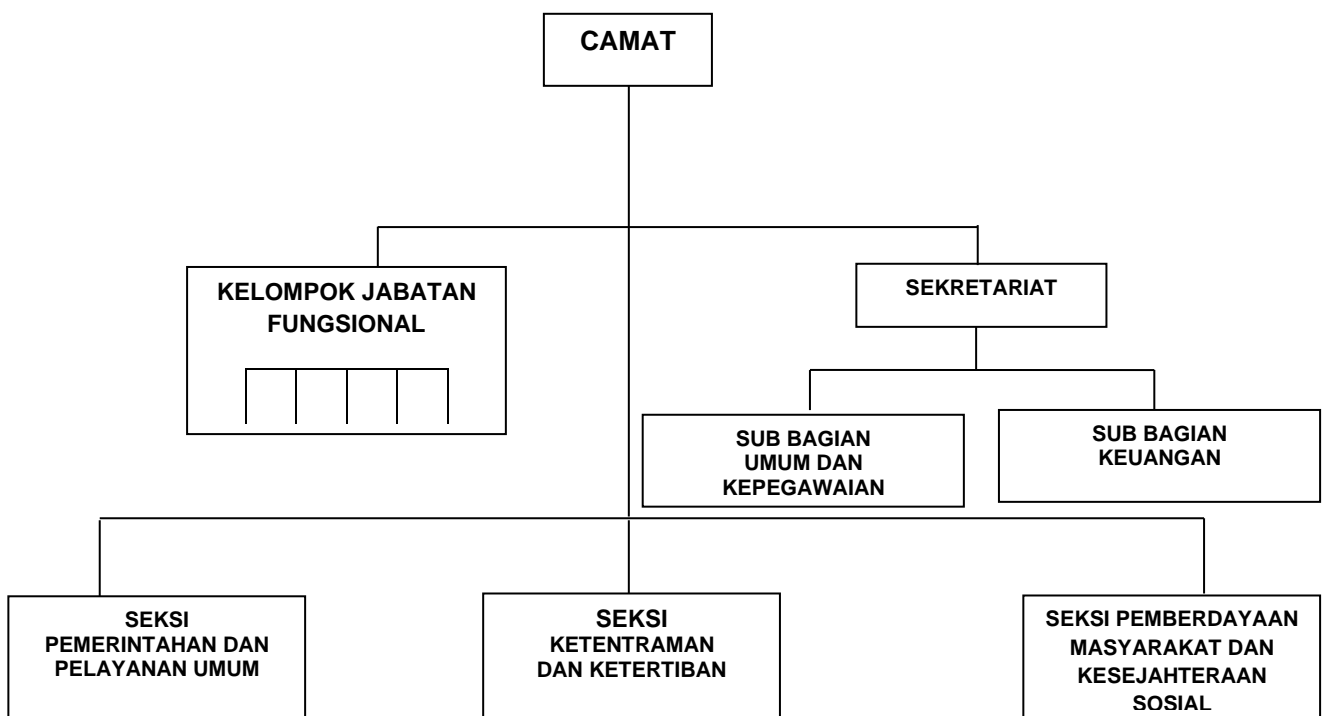 CAMAT
KELOMPOK JABATAN
FUNGSIONAL
SEKRETARIAT
SUB BAGIAN
UMUM DAN
KEPEGAWAIAN
SUB BAGIAN
KEUANGAN
SEKSI
PEMERINTAHAN DAN
PELAYANAN UMUM
SEKSI
KETENTRAMAN
DAN KETERTIBAN
SEKSI PEMBERDAYAAN
MASYARAKAT DAN
KESEJAHTERAAN
SOSIAL